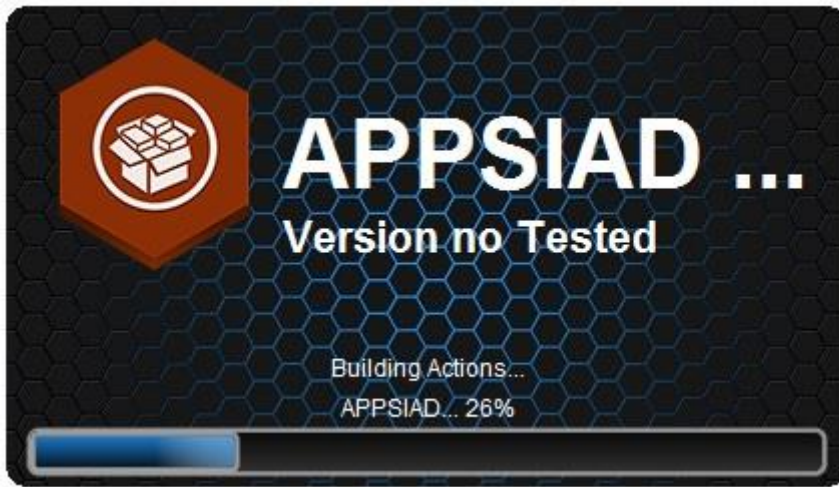 APPSIAD ...
Version no Tested
Building Actions...
APPSIAD... 26%